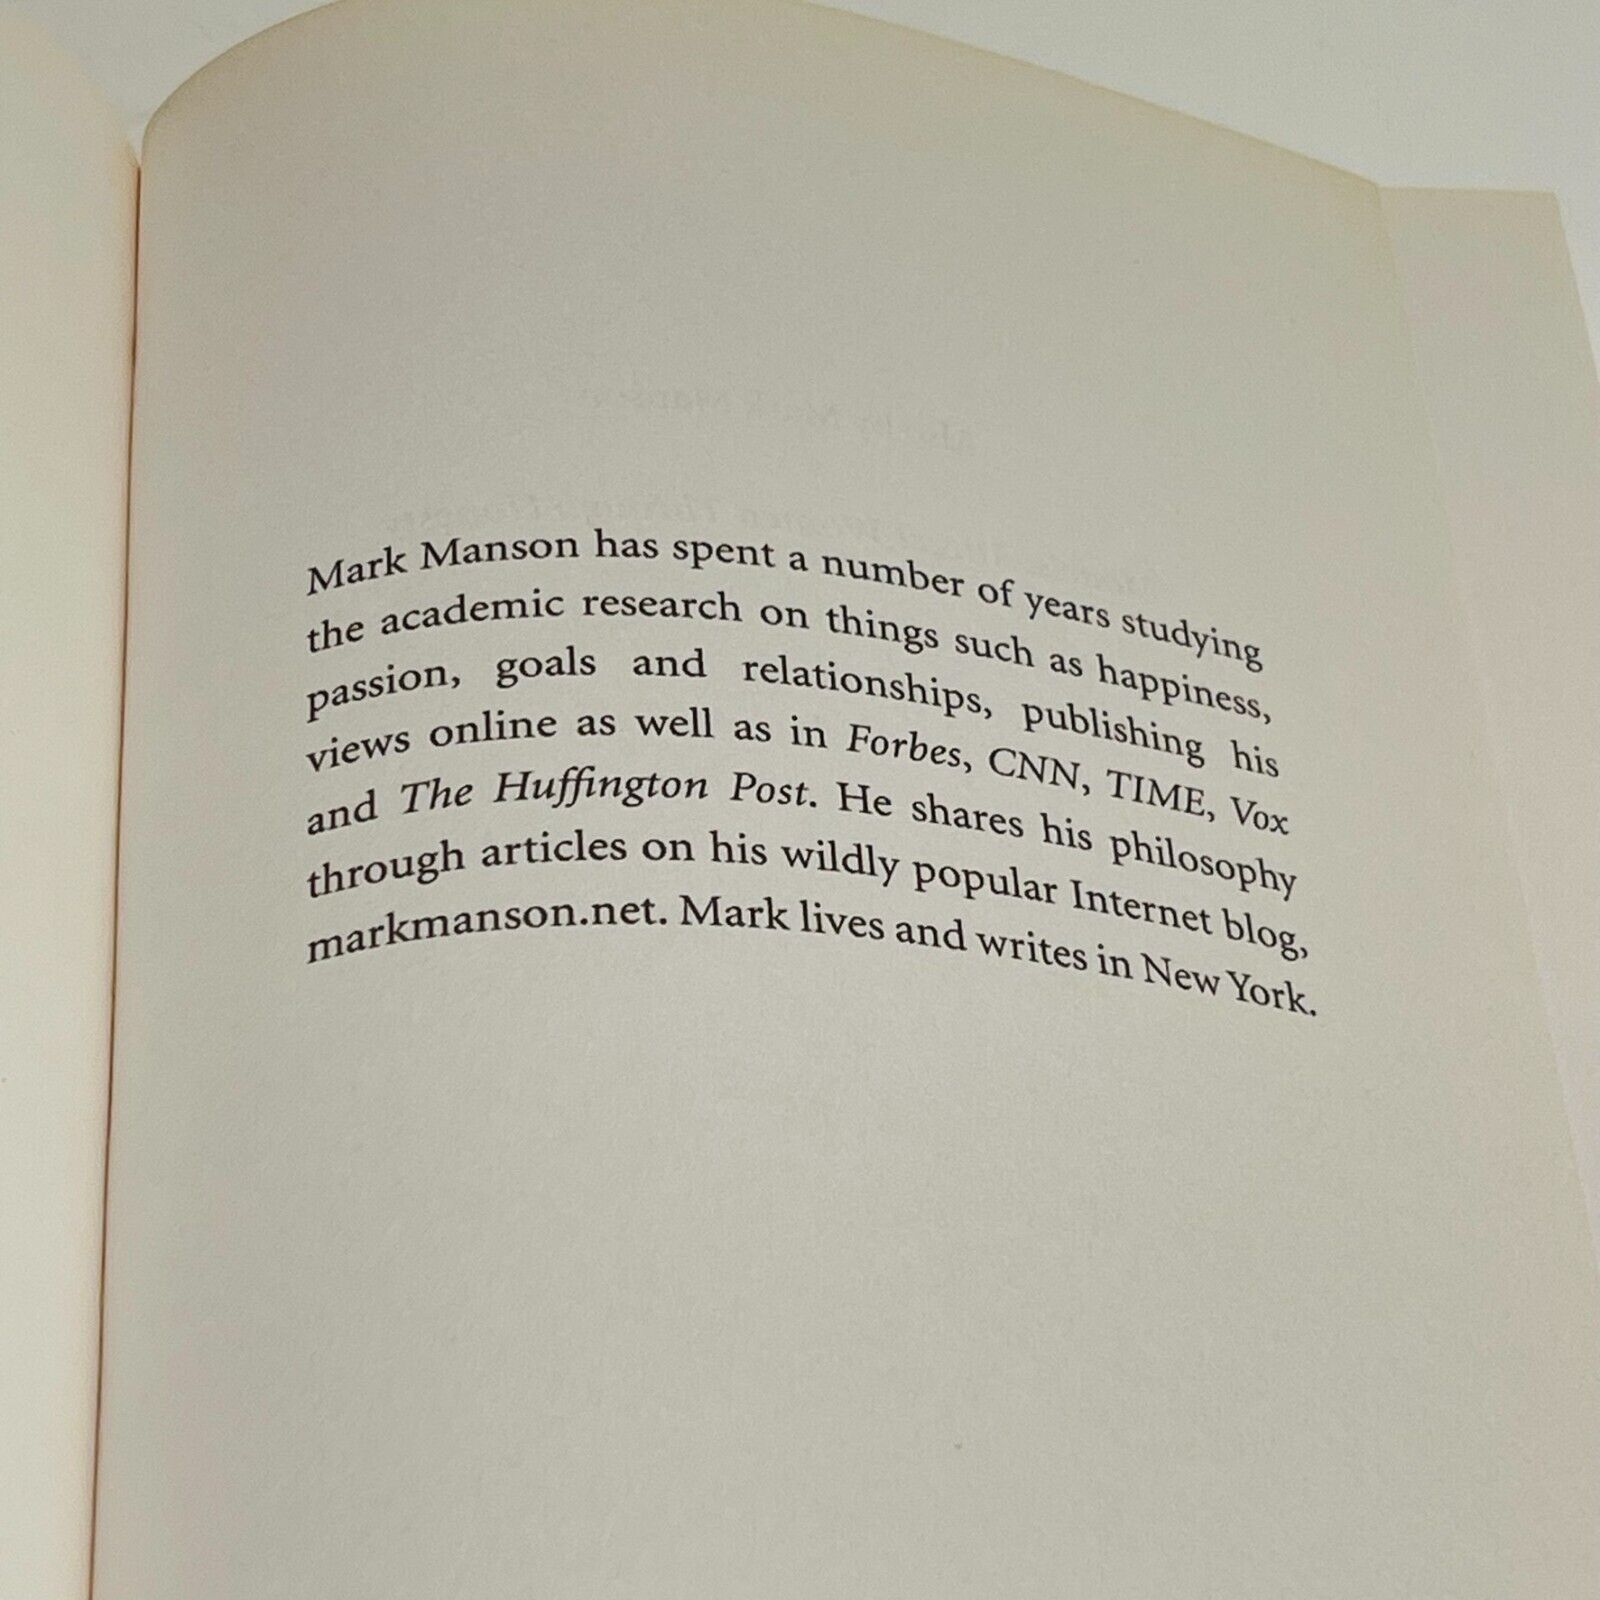 Mark Manson has spent a number of years studying
the academic research on things such as happiness,
passion, goals and relationships, publishing his
views online as well as in Forbes, CNN, TIME, Vox
and The Huffington Post. He shares his philosophy
through articles on his wildly popular Internet blog,
markmanson.net. Mark lives and writes in New York.